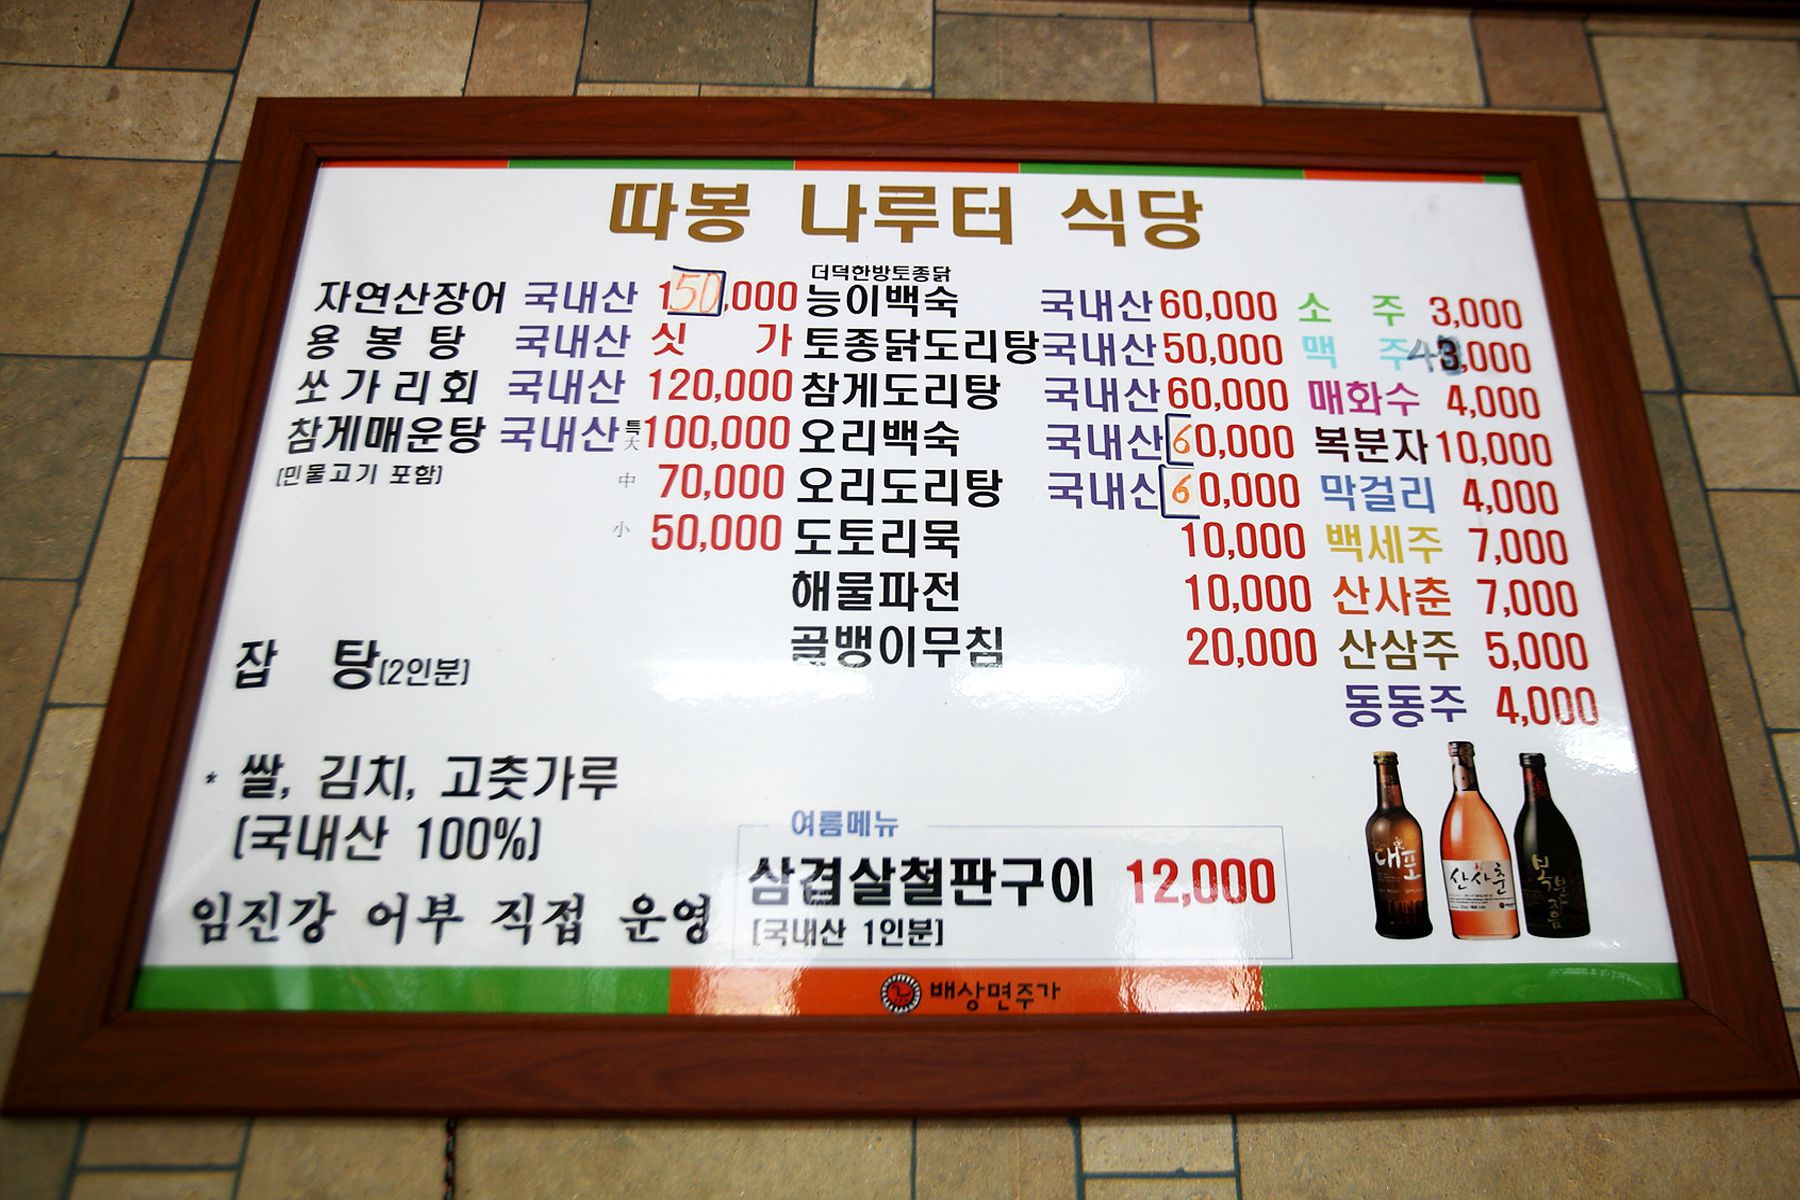 따봉 나루터 식당
자연산장어 국내산 150,000
용봉탕 국내산 싯가
쏘가리회 국내산 120,000
참게매운탕 국내산 특大 100,000
(민물고기 포함)
中 70,000
小 50,000
잡탕(2인분)
* 쌀, 김치, 고춧가루
(국내산 100%)
임진강 어부 직접 운영
더덕한방토종닭
능이백숙 국내산 60,000
토종닭도리탕 국내산 50,000
참게도리탕 국내산 60,000
오리백숙 국내산 60,000
오리도리탕 국내산 60,000
도토리묵 10,000
해물파전 10,000
골뱅이무침 20,000
여름메뉴
삼겹살철판구이 12,000
[국내산 1인분]
소주 3,000
맥주 43,000
매화수 4,000
복분자 10,000
막걸리 4,000
백세주 7,000
산사춘 7,000
산삼주 5,000
동동주 4,000
대포
산사춘
복분자음
배상면주가